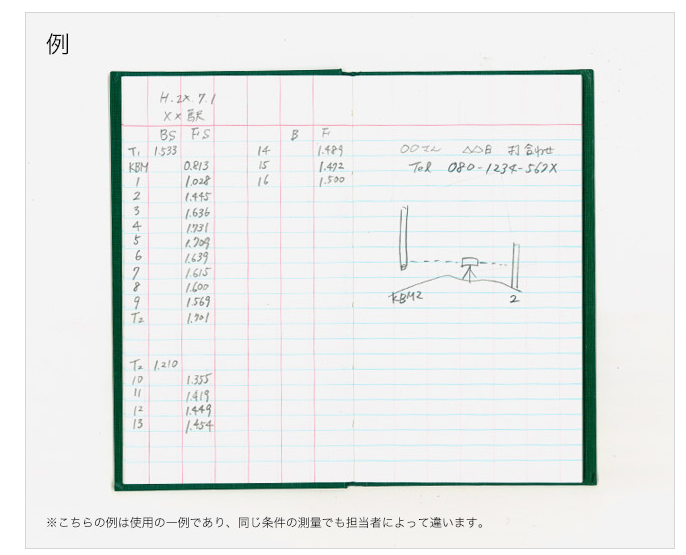 例
H.2X 7.1
XX駅
BS FS
T1 1.533
KBM 0.813
1 1.028
2 1.445
3 1.636
4 1.731
5 1.709
6 1.639
7 1.615
8 1.600
9 1.569
T2 1.701
T2 1.210
10 1.355
11 1.419
12 1.449
13 1.454
B F
14 1.489
15 1.472
16 1.500
〇〇さん △△日 打合わせ
Tel 080-1234-567X
KBM2 2
※こちらの例は使用の一例であり、同じ条件の測量でも担当者によって違います。